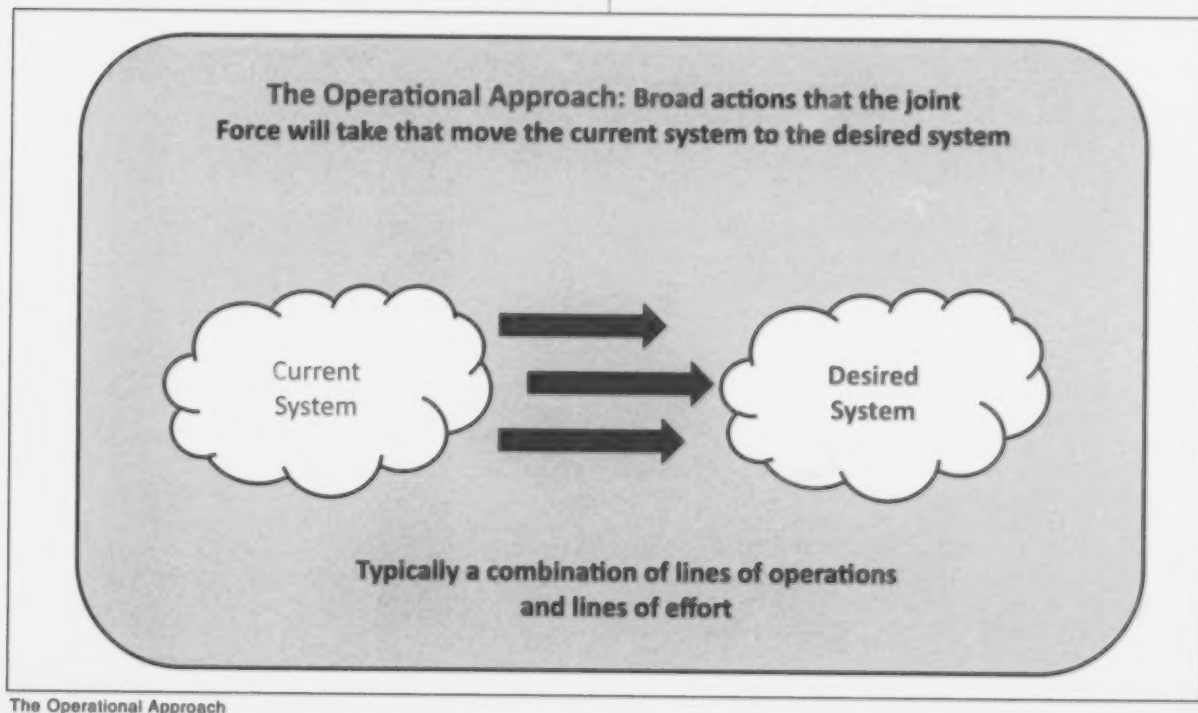 The Operational Approach: Broad actions that the joint
Force will take that move the current system to the desired system
Current
System
Desired
System
Typically a combination of lines of operations
and lines of effort
The Operational Approach